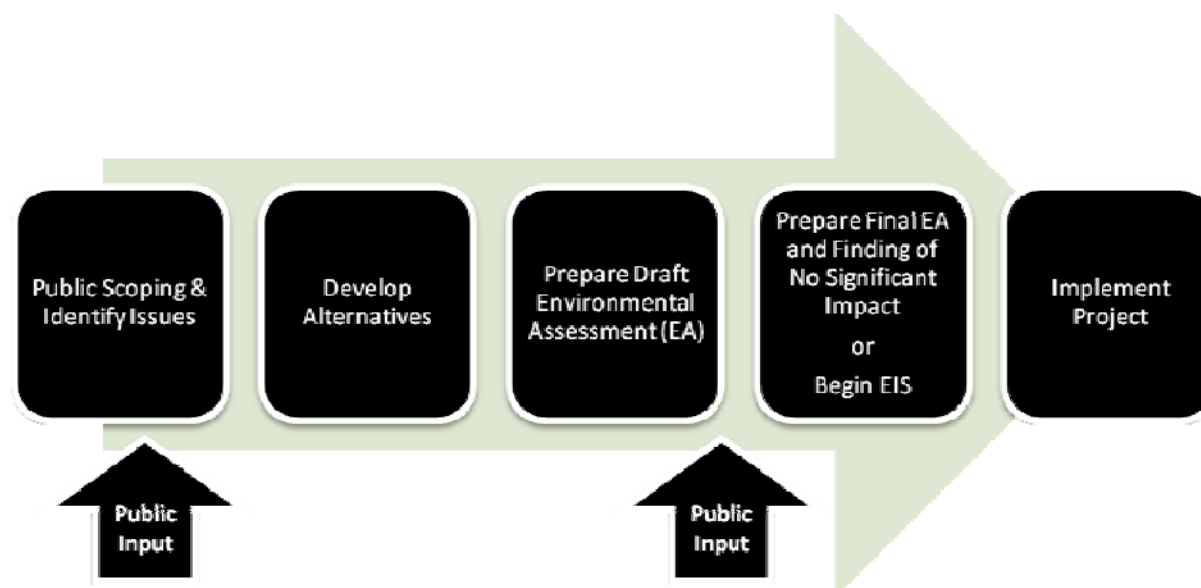 Public Scoping &
Identify Issues
Develop
Alternatives
Prepare Draft
Environmental
Assessment (EA)
Prepare Final EA
and Finding of
No Significant
Impact
or
Begin EIS
Implement
Project
Public
Input
Public
Input